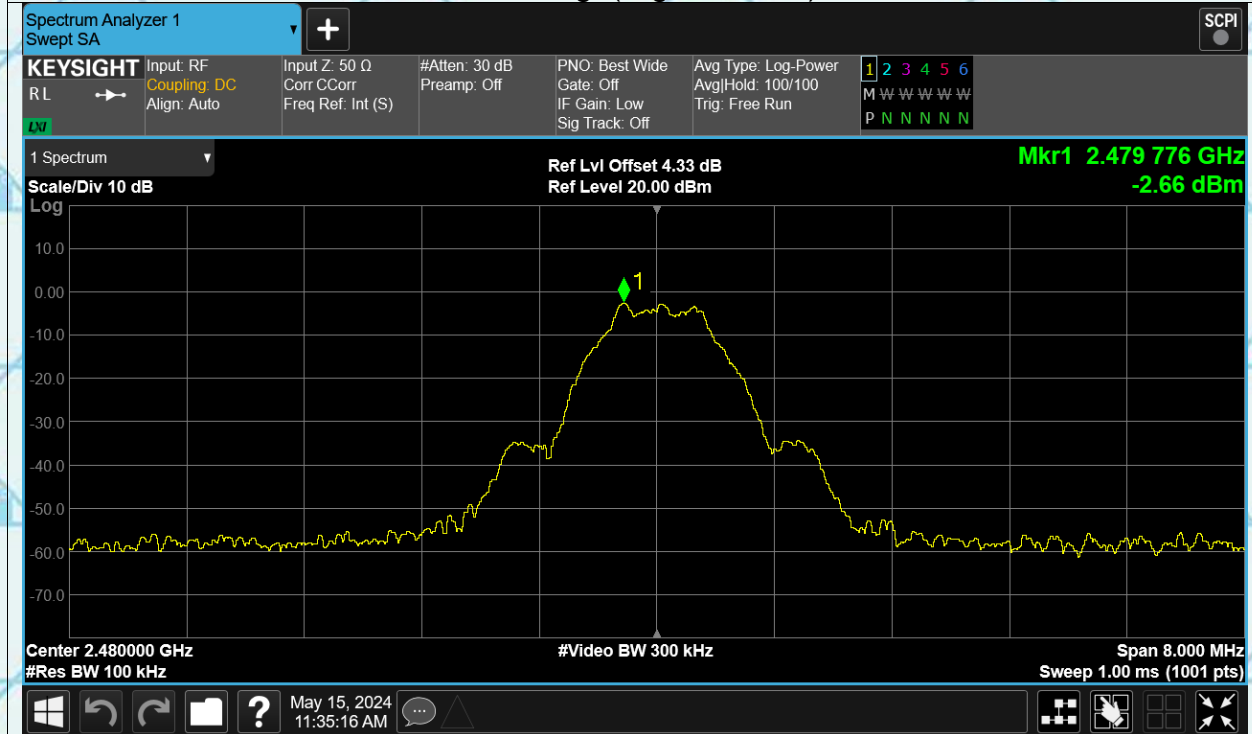 Spectrum Analyzer 1
Swept SA
+
SCPI
KEYSIGHT
R L
LXI
Input: RF
Coupling: DC
Align: Auto
Input Z: 50 Ω
Corr CCorr
Freq Ref: Int (S)
#Atten: 30 dB
Preamp: Off
PNO: Best Wide
Gate: Off
IF Gain: Low
Sig Track: Off
Avg Type: Log-Power
Avg|Hold: 100/100
Trig: Free Run
1 2 3 4 5 6
M W W W W W
P N N N N N
1 Spectrum
Scale/Div 10 dB
Log
Ref Lvl Offset 4.33 dB
Ref Level 20.00 dBm
Mkr1 2.479 776 GHz
-2.66 dBm
10.0
0.00
-10.0
-20.0
-30.0
-40.0
-50.0
-60.0
-70.0
1
Center 2.480000 GHz
#Res BW 100 kHz
#Video BW 300 kHz
Span 8.000 MHz
Sweep 1.00 ms (1001 pts)
?
May 15, 2024
11:35:16 AM